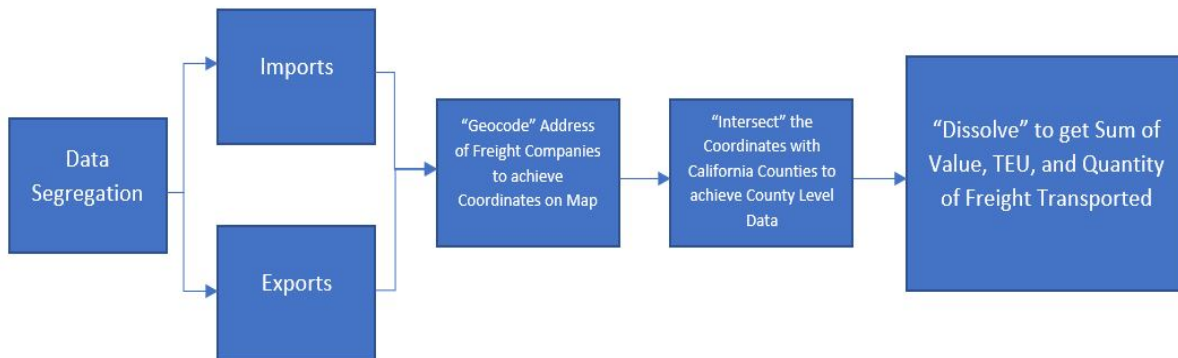 Data
Segregation
Imports
Exports
“Geocode” Address
of Freight Companies
to achieve
Coordinates on Map
“Intersect” the
Coordinates with
California Counties to
achieve County Level
Data
“Dissolve” to get Sum of
Value, TEU, and Quantity
of Freight Transported